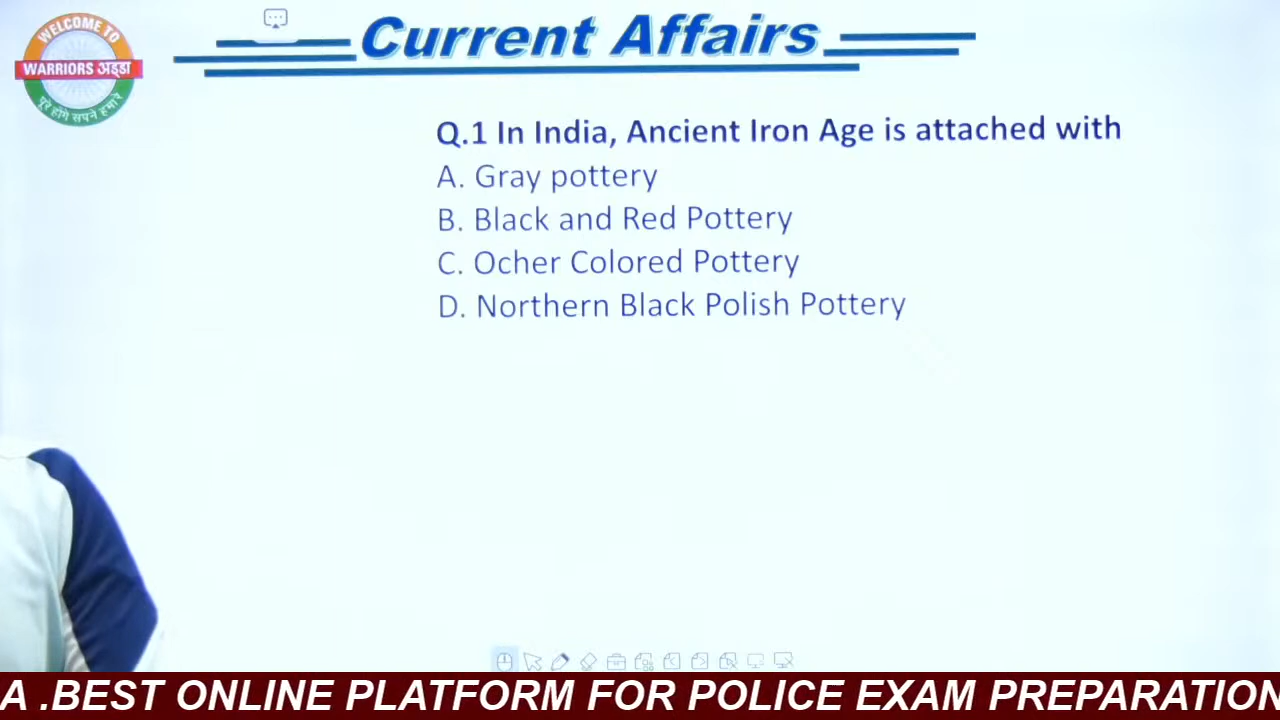 WELCOME TO
WARRIORS अड्डा
पूरे होंगे सपने हमारे
Current Affairs
Q.1 In India, Ancient Iron Age is attached with
A. Gray pottery
B. Black and Red Pottery
C. Ocher Colored Pottery
D. Northern Black Polish Pottery
A .BEST ONLINE PLATFORM FOR POLICE EXAM PREPARATION